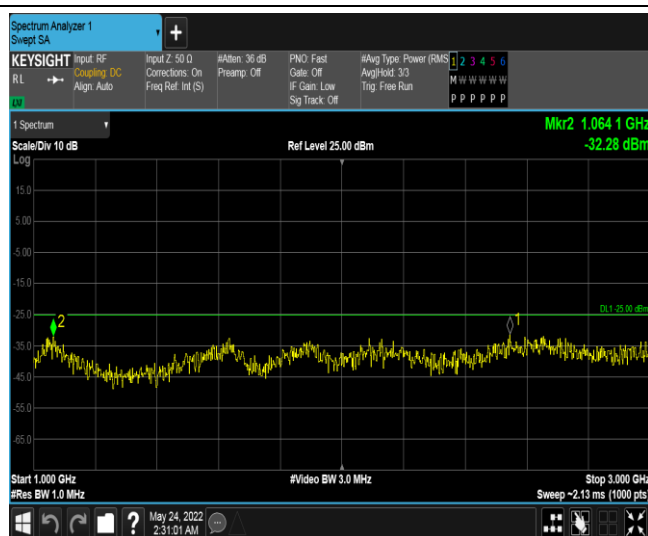 Spectrum Analyzer 1
Swept SA
+
KEYSIGHT
RL
LXI
Input: RF
Coupling: DC
Align: Auto
Input Z: 50 Ω
Corrections: On
Freq Ref: Int (S)
#Atten: 36 dB
Preamp: Off
PNO: Fast
Gate: Off
IF Gain: Low
Sig Track: Off
#Avg Type: Power (RMS
Avg|Hold: 3/3
Trig: Free Run
1 2 3 4 5 6
M W W W W W
P P P P P P
1 Spectrum
Mkr2 1.064 1 GHz
Scale/Div 10 dB
Ref Level 25.00 dBm
-32.28 dBm
Log
15.0
5.00
-5.00
-15.0
-25.0
DL1 -25.00 dBm
2
1
-35.0
-45.0
-55.0
-65.0
Start 1.000 GHz
#Video BW 3.0 MHz
Stop 3.000 GHz
#Res BW 1.0 MHz
Sweep ~2.13 ms (1000 pts)
?
May 24, 2022
2:31:01 AM